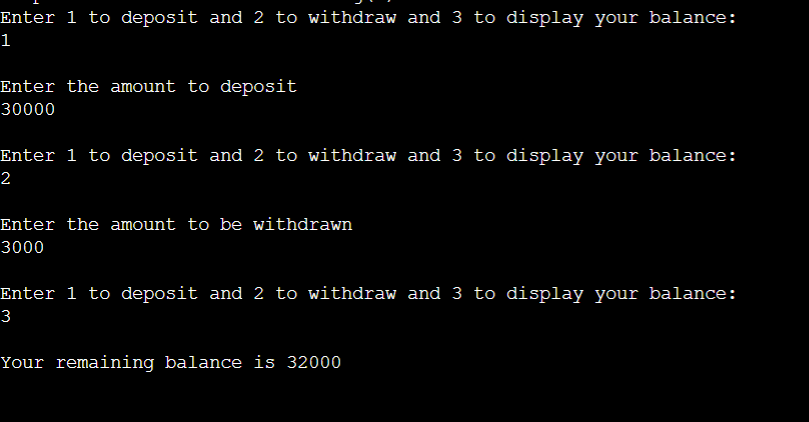 Enter 1 to deposit and 2 to withdraw and 3 to display your balance:
1
Enter the amount to deposit
30000
Enter 1 to deposit and 2 to withdraw and 3 to display your balance:
2
Enter the amount to be withdrawn
3000
Enter 1 to deposit and 2 to withdraw and 3 to display your balance:
3
Your remaining balance is 32000